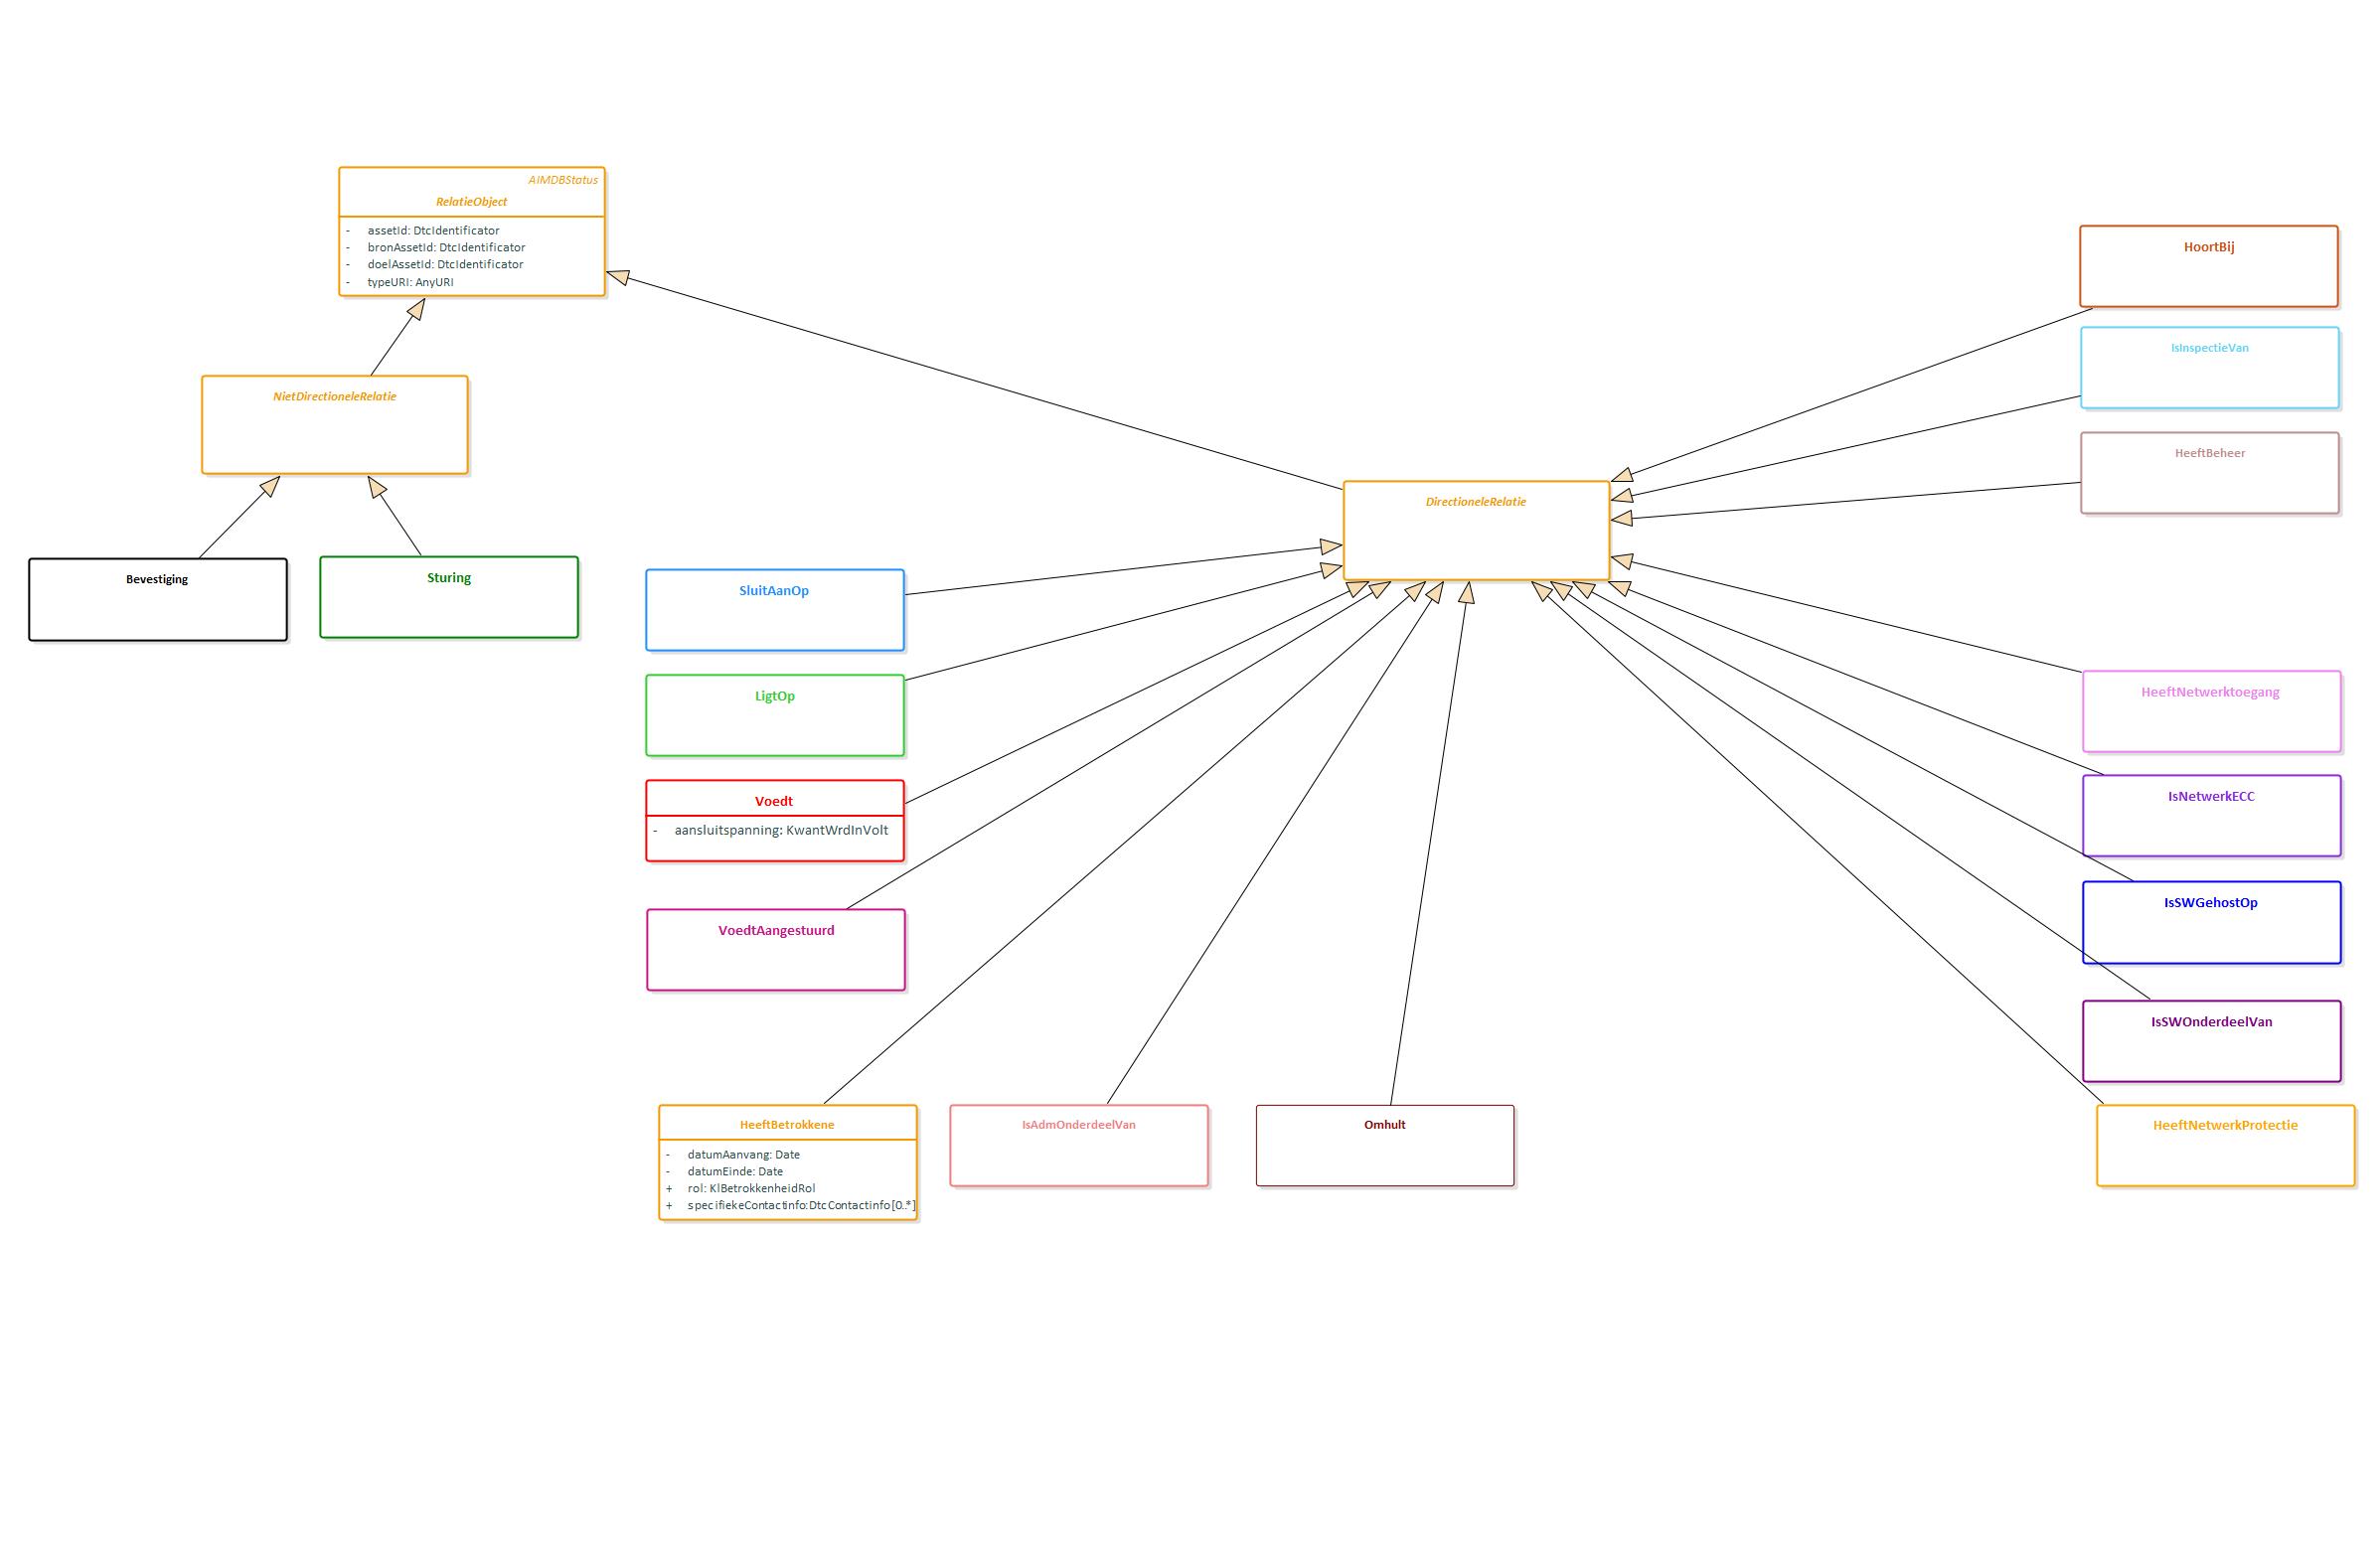 AIMDBStatus
RelatieObject
- assetId: DtcIdentificator
- bronAssetId: DtcIdentificator
- doelAssetId: DtcIdentificator
- typeURI: AnyURI
NietDirectioneleRelatie
Bevestiging
Sturing
DirectioneleRelatie
HoortBij
IsInspectieVan
HeeftBeheer
SluitAanOp
LigtOp
Voedt
- aansluitspanning: KwantWrdInVolt
VoedtAangestuurd
HeeftBetrokkene
- datumAanvang: Date
- datumEinde: Date
+ rol: KlBetrokkenheidRol
+ specifiekeContactinfo:DtcContactinfo[0..*]
IsAdmOnderdeelVan
Omhult
HeeftNetwerktoegang
IsNetwerkECC
IsSWGehostOp
IsSWOnderdeelVan
HeeftNetwerkProtectie